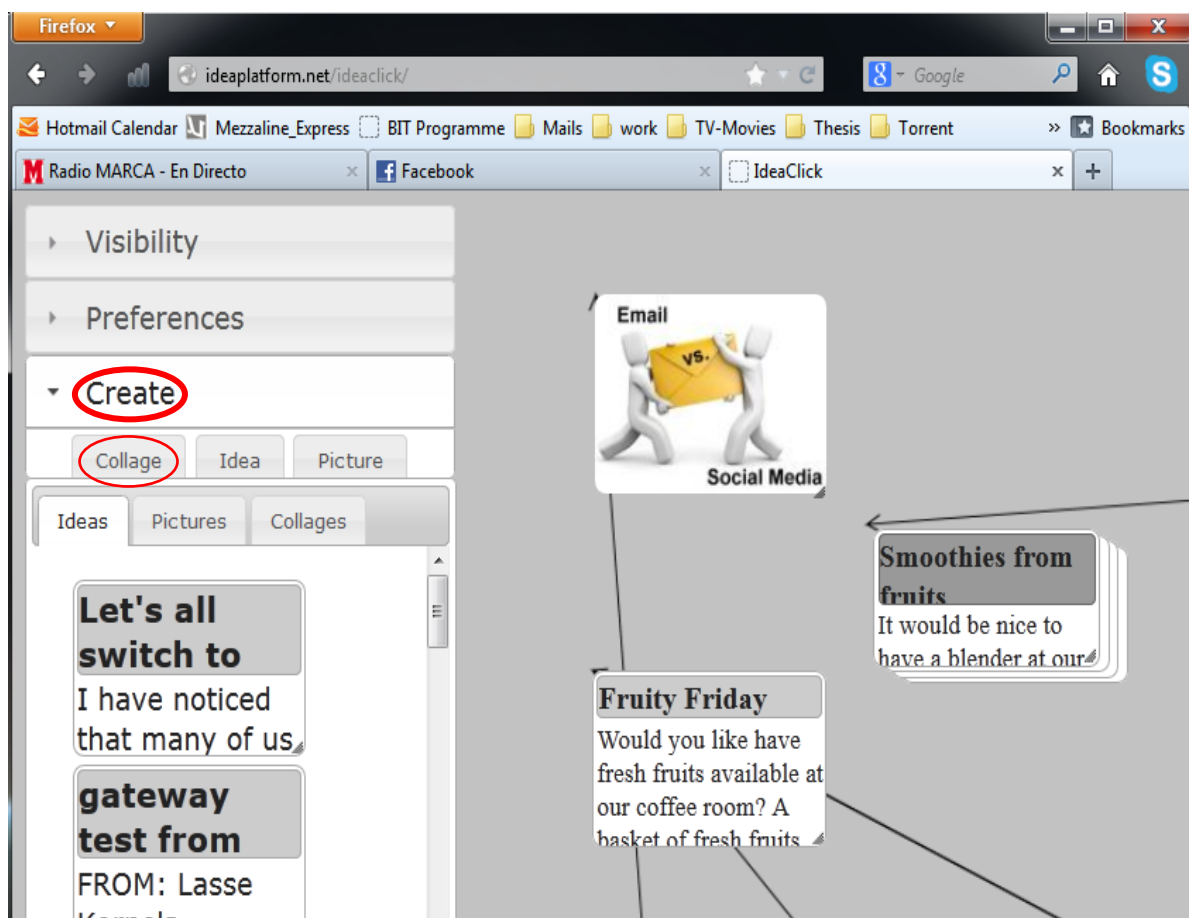 Firefox
ideaplatform.net/ideaclick/
Google
Hotmail Calendar Mezzaline_Express BIT Programme Mails work TV-Movies Thesis Torrent » Bookmarks
Radio MARCA - En Directo Facebook IdeaClick
Visibility
Preferences
Create
Collage Idea Picture
Ideas Pictures Collages
Let's all
switch to
I have noticed
that many of us
gateway
test from
FROM: Lasse
Email
vs.
Social Media
Smoothies from
fruits
It would be nice to
have a blender at our
Fruity Friday
Would you like have
fresh fruits available at
our coffee room? A
basket of fresh fruits